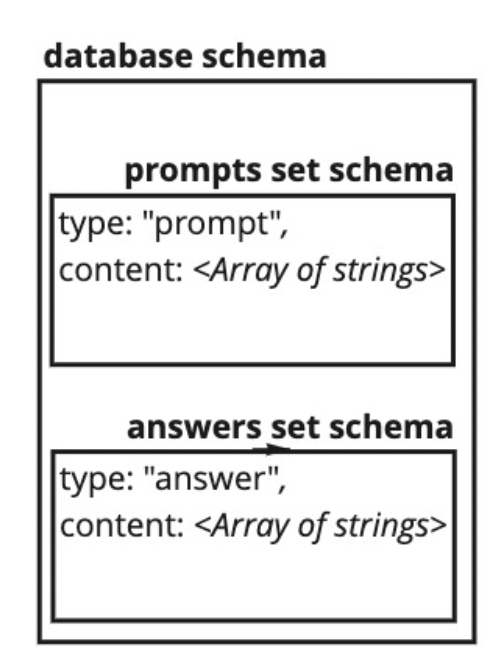 database schema
prompts set schema
type: "prompt",
content: <Array of strings>
answers set schema
type: "answer",
content: <Array of strings>